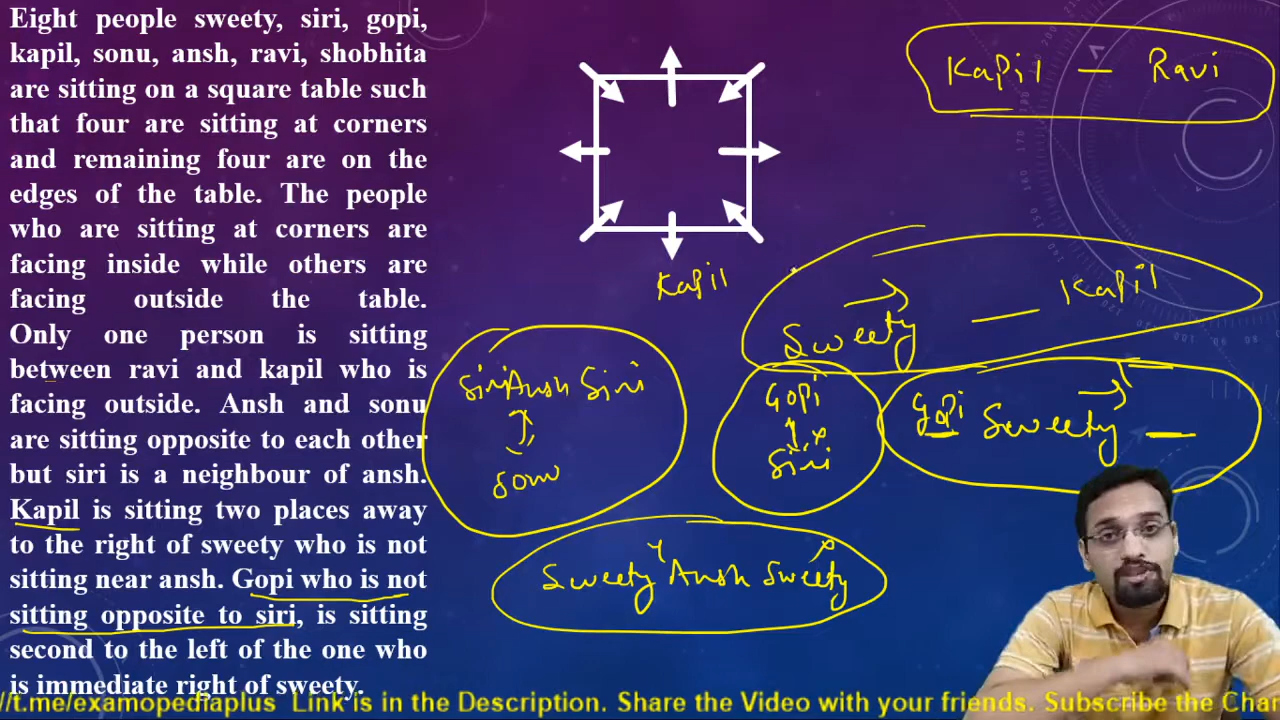 Eight people sweety, siri, gopi,
kapil, sonu, ansh, ravi, shobhita
are sitting on a square table such
that four are sitting at corners
and remaining four are on the
edges of the table. The people
who are sitting at corners are
facing inside while others are
facing outside the table.
Only one person is sitting
between ravi and kapil who is
facing outside. Ansh and sonu
are sitting opposite to each other
but siri is a neighbour of ansh.
Kapil is sitting two places away
to the right of sweety who is not
sitting near ansh. Gopi who is not
sitting opposite to siri, is sitting
second to the left of the one who
is immediate right of sweety.
Kapil — Ravi
Kapil
Sweety — Kapil
Siri Ansh Siri
Sonu
Gopi
Siri
Gopi Sweety —
Sweety Ansh Sweety
//t.me/examopediaplus Link is in the Description. Share the Video with your friends. Subscribe the Chan